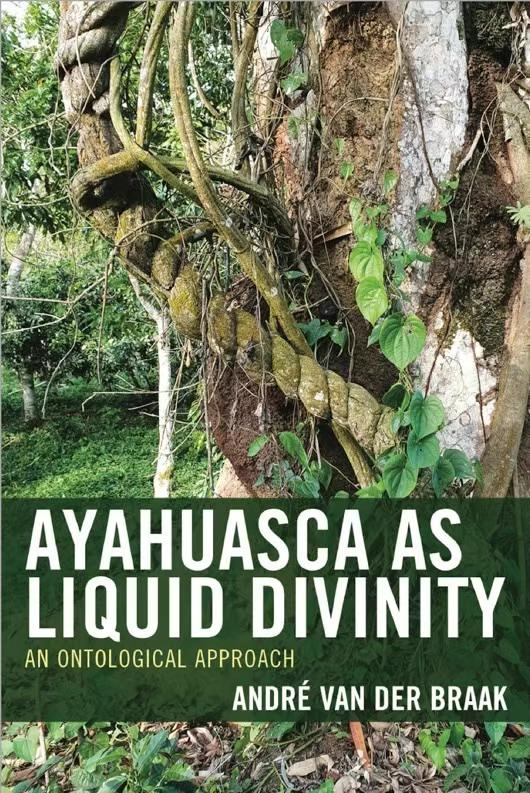 AYAHUASCA AS
LIQUID DIVINITY
AN ONTOLOGICAL APPROACH
ANDRÉ VAN DER BRAAK